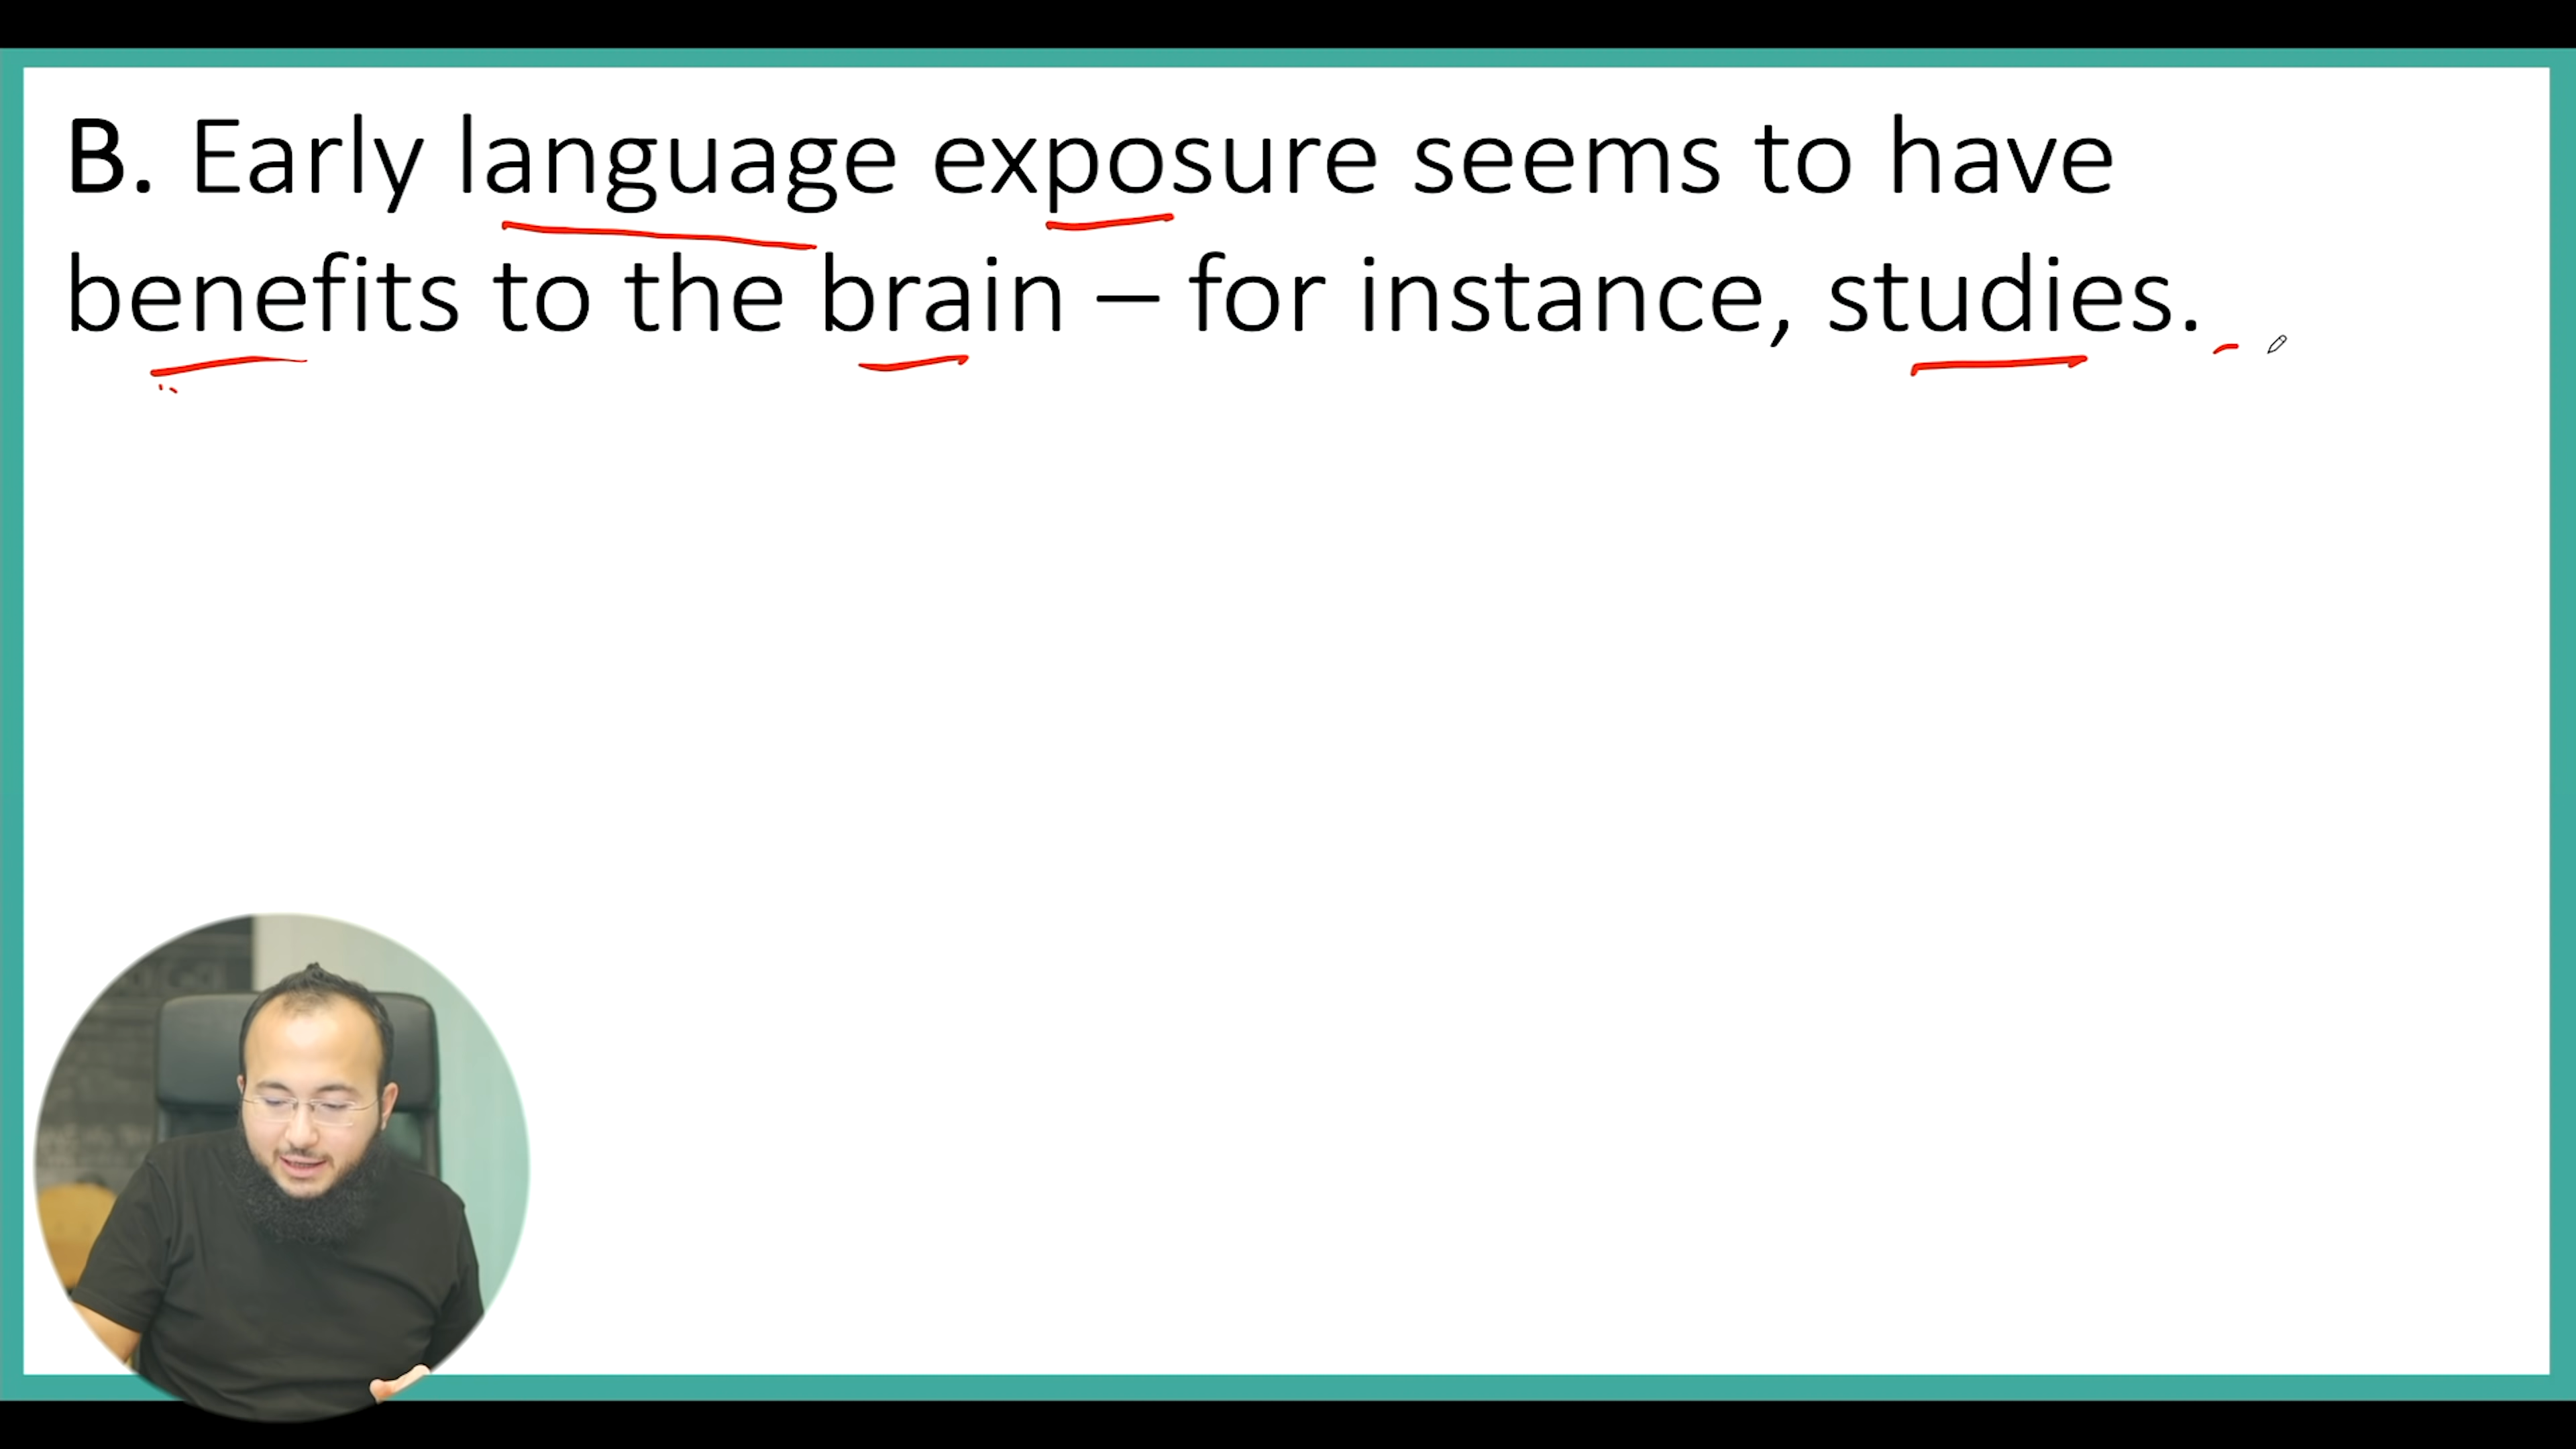 B. Early language exposure seems to have
benefits to the brain – for instance, studies.